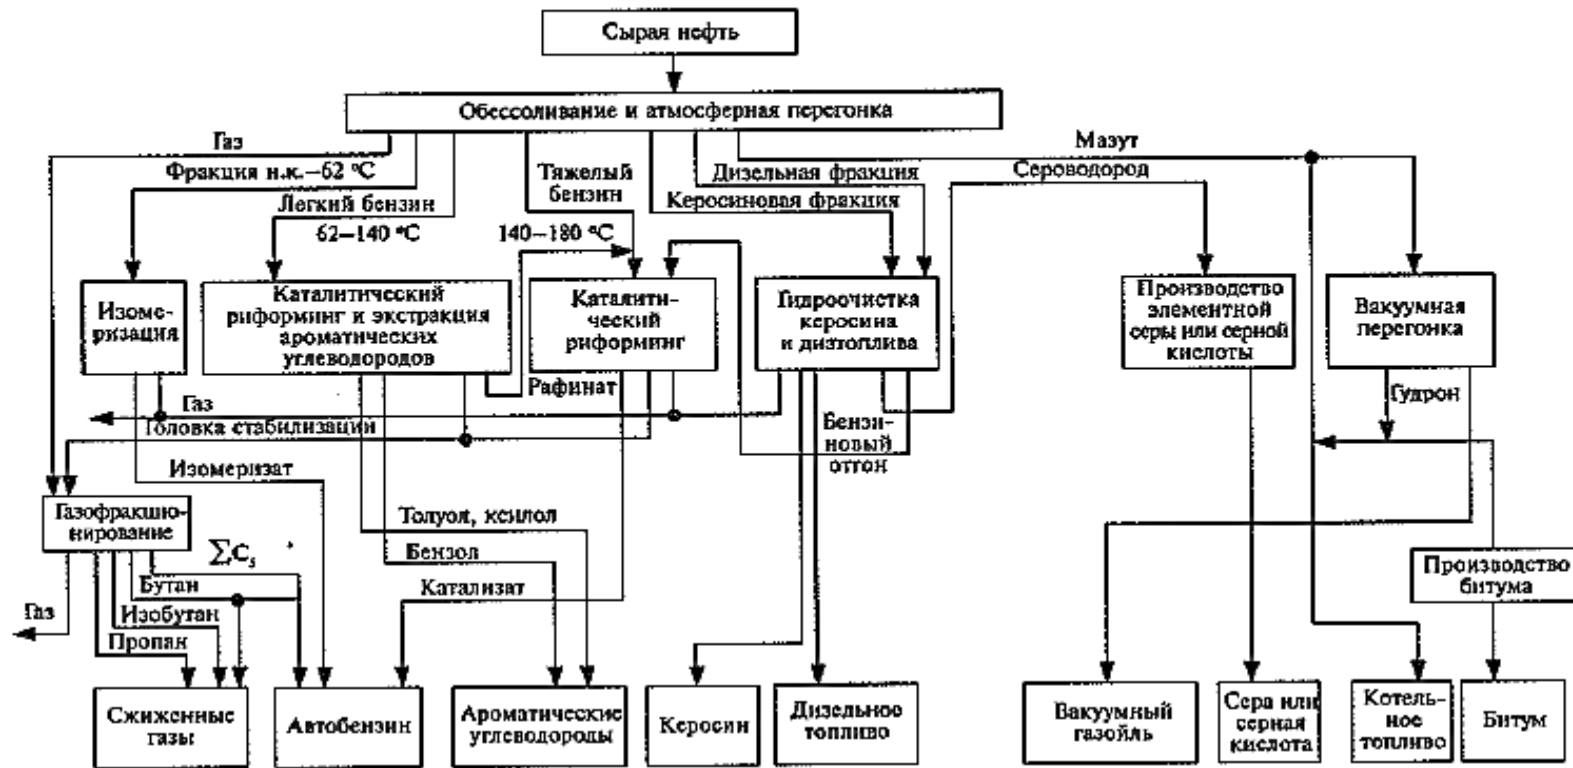 Сырая нефть
Обессоливание и атмосферная перегонка
Газ
Фракция н.к.—62 °С
Легкий бензин
62—140 °С
Тяжелый
бензин
140—180 °С
Дизельная фракция
Керосиновая фракция
Мазут
Сероводород
Изоме-
ризация
Каталитический
риформинг и экстракция
ароматических
углеводородов
Каталити-
ческий
риформинг
Гидроочистка
керосина
и дизтоплива
Производство
элементной
серы или серной
кислоты
Вакуумная
перегонка
Рафинат
Газ
Головка стабилизации
Бензи-
новый
отгон
Гудрон
Изомеризат
Газофракцио-
нирование
Толуол, ксилол
Бензол
Катализат
∑C₅
Бутан
Изобутан
Пропан
Газ
Производство
битума
Сжиженные
газы
Автобензин
Ароматические
углеводороды
Керосин
Дизельное
топливо
Вакуумный
газойль
Сера или
серная
кислота
Котель-
ное
топливо
Битум